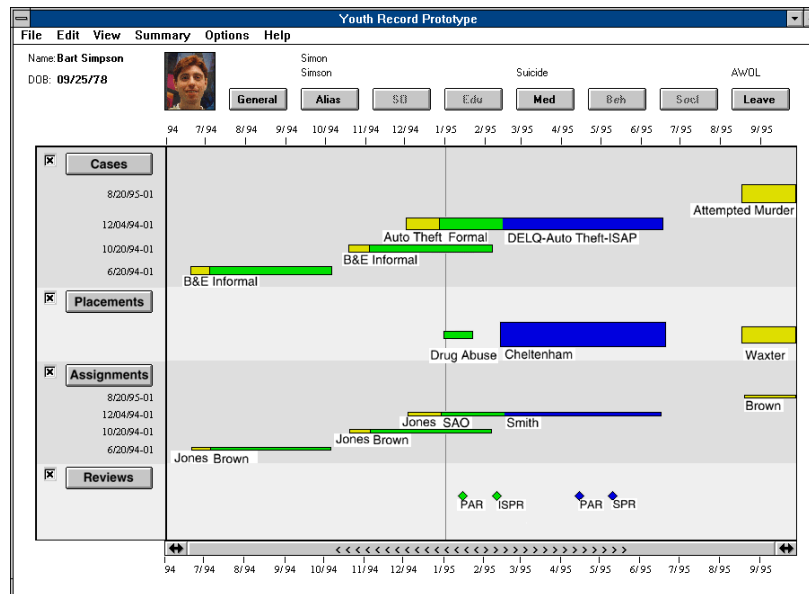 Youth Record Prototype
File Edit View Summary Options Help
Name: Bart Simpson
DOB: 09/25/78
Simon
Simson
Suicide
AWOL
General Alias SO Edu Med Beh Socl Leave
94 7/94 8/94 9/94 10/94 11/94 12/94 1/95 2/95 3/95 4/95 5/95 6/95 8/95 9/95
Cases
8/20/95-01
Attempted Murder
12/04/94-01
Auto Theft Formal DELQ-Auto Theft-ISAP
10/20/94-01
B&E Informal
6/20/94-01
B&E Informal
Placements
Drug Abuse Cheltenham Waxter
Assignments
8/20/95-01
Brown
12/04/94-01
Jones SAO Smith
10/20/94-01
Jones Brown
6/20/94-01
Jones Brown
Reviews
PAR ISPR PAR SPR
< < < < < < < < < < < > > > > > > > > > > > >
94 7/94 8/94 9/94 10/94 11/94 12/94 1/95 2/95 3/95 4/95 5/95 7/95 8/95 9/95